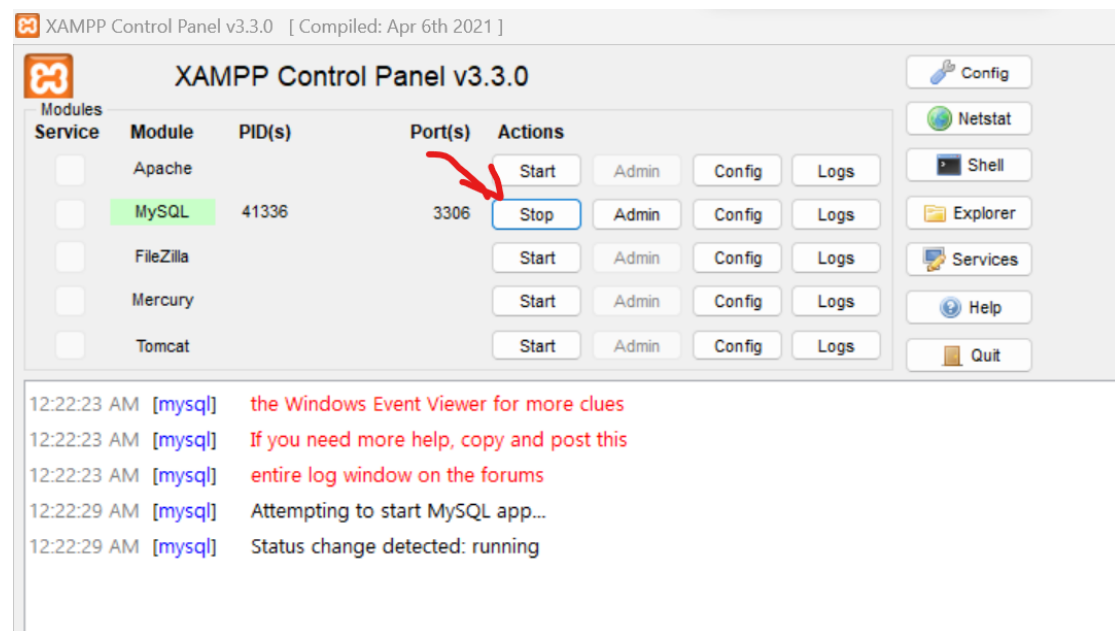 XAMPP Control Panel v3.3.0 [ Compiled: Apr 6th 2021 ]
XAMPP Control Panel v3.3.0
Config
Modules
Service Module PID(s) Port(s) Actions
Netstat
Apache Start Admin Config Logs
Shell
MySQL 41336 3306 Stop Admin Config Logs
Explorer
FileZilla Start Admin Config Logs
Services
Mercury Start Admin Config Logs
Help
Tomcat Start Admin Config Logs
Quit
12:22:23 AM [mysql] the Windows Event Viewer for more clues
12:22:23 AM [mysql] If you need more help, copy and post this
12:22:23 AM [mysql] entire log window on the forums
12:22:29 AM [mysql] Attempting to start MySQL app...
12:22:29 AM [mysql] Status change detected: running